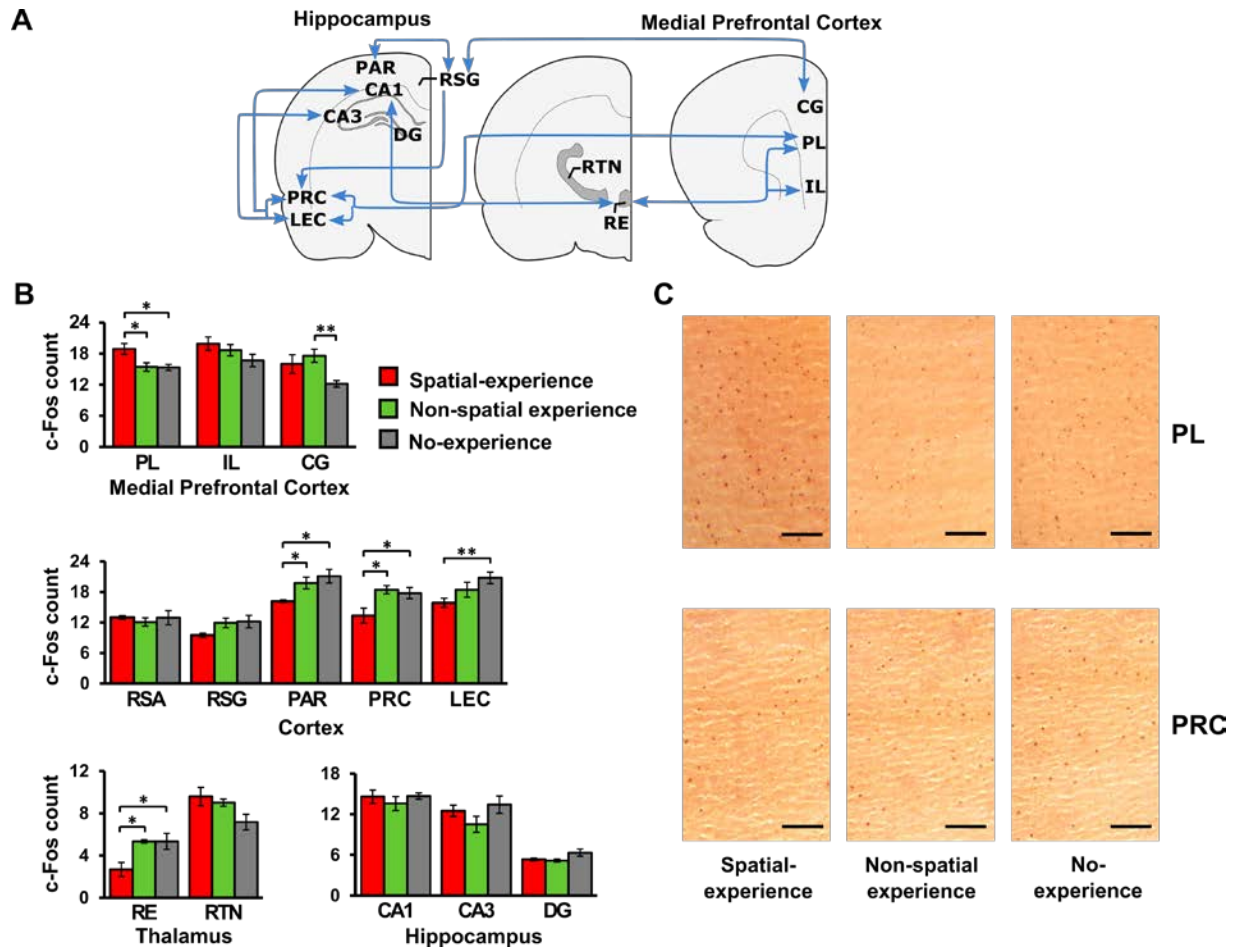 A
Hippocampus
Medial Prefrontal Cortex
PAR
RSG
CA1
CA3
DG
PRC
LEC
RTN
RE
CG
PL
IL
B
c-Fos count
24
18
12
6
0
*
*
**
PL IL CG
Medial Prefrontal Cortex
Spatial-experience
Non-spatial experience
No-experience
c-Fos count
24
18
12
6
0
*
*
*
*
**
RSA RSG PAR PRC LEC
Cortex
c-Fos count
12
8
4
0
*
*
RE RTN
Thalamus
18
12
6
0
CA1 CA3 DG
Hippocampus
C
PL
PRC
Spatial-
experience
Non-spatial
experience
No-
experience